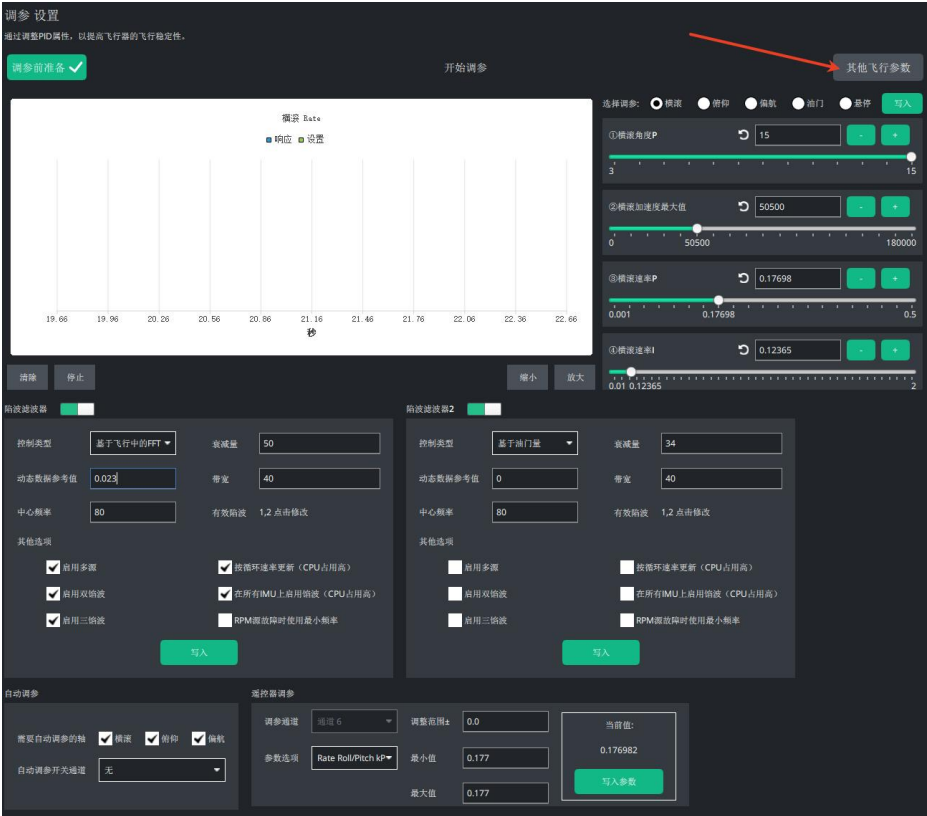 调参 设置
通过调整PID属性，以提高飞行器的飞行稳定性。
调参前准备
开始调参
其他飞行参数
横滚 Rate
响应 设置
19.66 19.96 20.26 20.56 20.86 21.16 21.46 21.76 22.06 22.36 22.66
秒
清除 停止 缩小 放大
选择调参: 横滚 俯仰 偏航 油门 悬停 写入
①横滚角度P 15 - +
3 15
②横滚加速度最大值 50500 - +
0 50500 180000
③横滚速率P 0.17698 - +
0.001 0.17698 0.5
④横滚速率I 0.12365 - +
0.01 0.12365 2
陷波滤波器
控制类型 基于飞行中的FFT 衰减量 50
动态数据参考值 0.023 带宽 40
中心频率 80 有效陷波 1,2 点击修改
其他选项
启用多源 按循环速率更新（CPU占用高）
启用双馅波 在所有IMU上启用馅波（CPU占用高）
启用三馅波 RPM源故障时使用最小频率
写入
陷波滤波器2
控制类型 基于油门量 衰减量 34
动态数据参考值 0 带宽 40
中心频率 80 有效陷波 1,2 点击修改
其他选项
启用多源 按循环速率更新（CPU占用高）
启用双馅波 在所有IMU上启用馅波（CPU占用高）
启用三馅波 RPM源故障时使用最小频率
写入
自动调参
需要自动调参的轴 横滚 俯仰 偏航
自动调参开关通道 无
遥控器调参
调参通道 通道 6 调整范围± 0.0
参数选项 Rate Roll/Pitch kP 最小值 0.177
最大值 0.177
当前值:
0.176982
写入参数